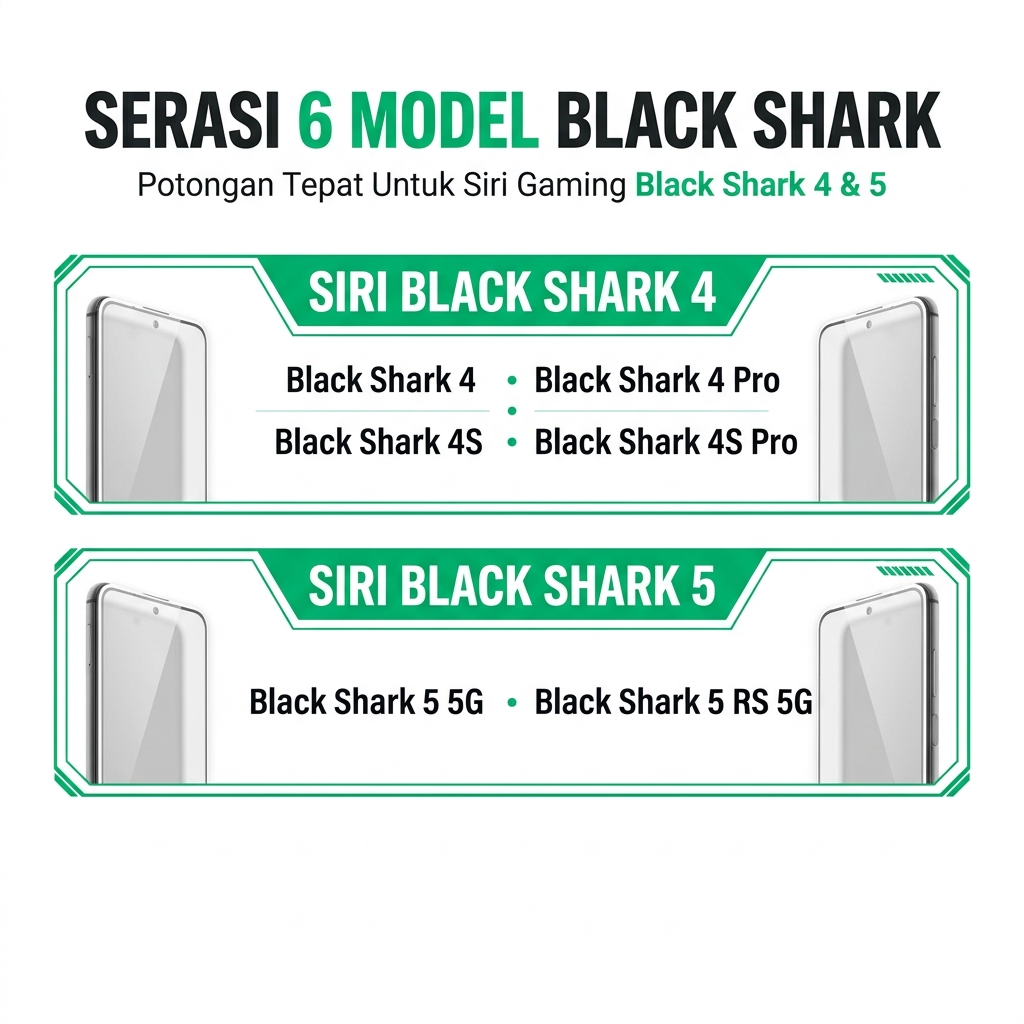 SERASI 6 MODEL BLACK SHARK
Potongan Tepat Untuk Siri Gaming Black Shark 4 & 5
SIRI BLACK SHARK 4
Black Shark 4 • Black Shark 4 Pro
•
Black Shark 4S • Black Shark 4S Pro
SIRI BLACK SHARK 5
Black Shark 5 5G • Black Shark 5 RS 5G